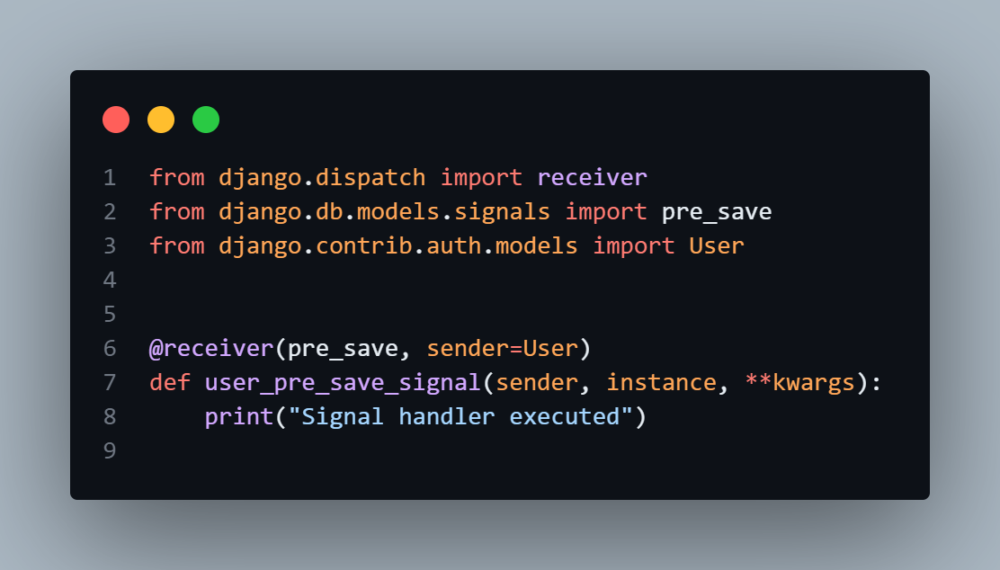 1 from django.dispatch import receiver
2 from django.db.models.signals import pre_save
3 from django.contrib.auth.models import User
4
5
6 @receiver(pre_save, sender=User)
7 def user_pre_save_signal(sender, instance, **kwargs):
8     print("Signal handler executed")
9